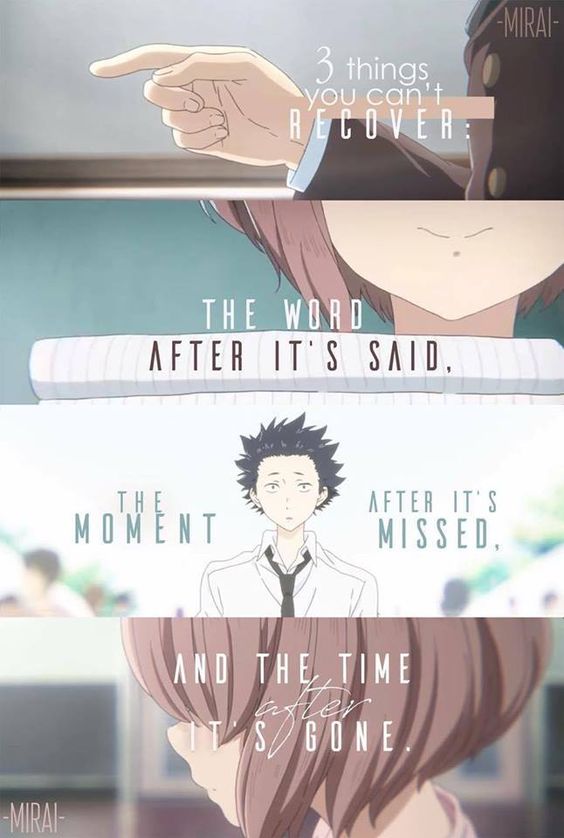 -MIRAI-
3 things
you can't
RECOVER:
THE WORD
AFTER IT'S SAID,
THE
MOMENT
AFTER IT'S
MISSED,
AND THE TIME
after
IT'S GONE.
-MIRAI-